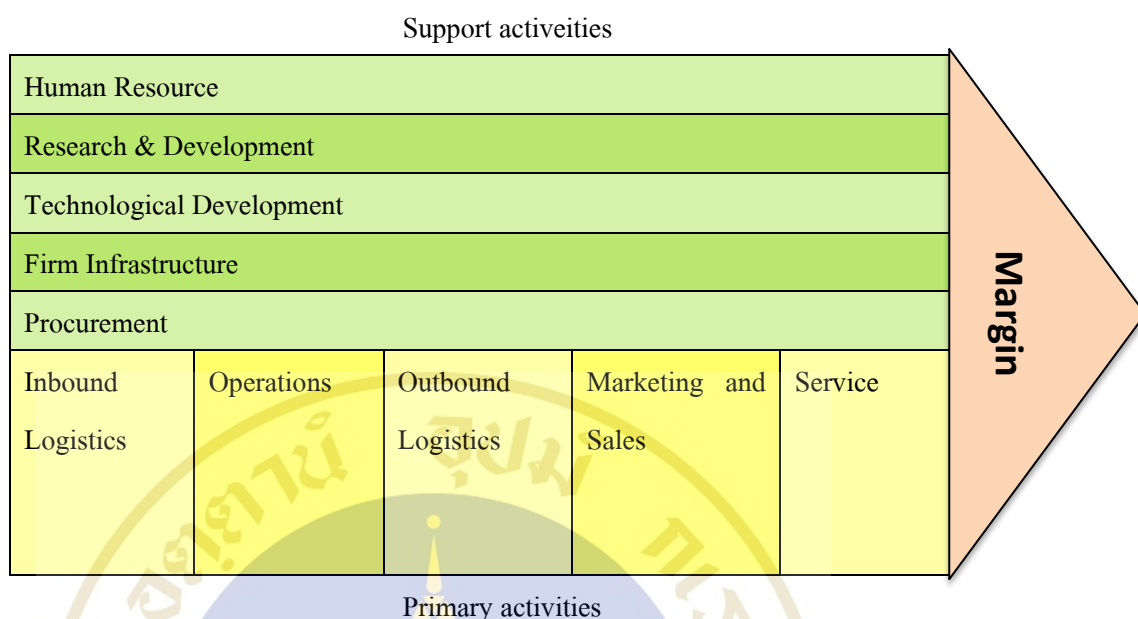 Support activeities
Human Resource
Research & Development
Technological Development
Firm Infrastructure
Procurement
Inbound
Logistics
Operations
Outbound
Logistics
Marketing and
Sales
Service
Margin
Primary activities